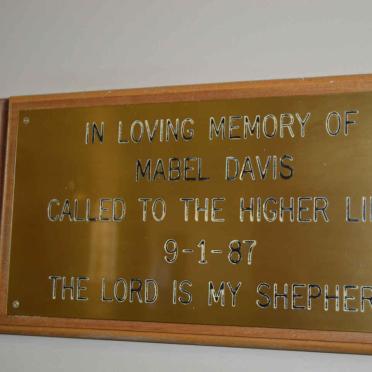 IN LOVING MEMORY OF
MABEL DAVIS
CALLED TO THE HIGHER LI
9-1-87
THE LORD IS MY SHEPHER